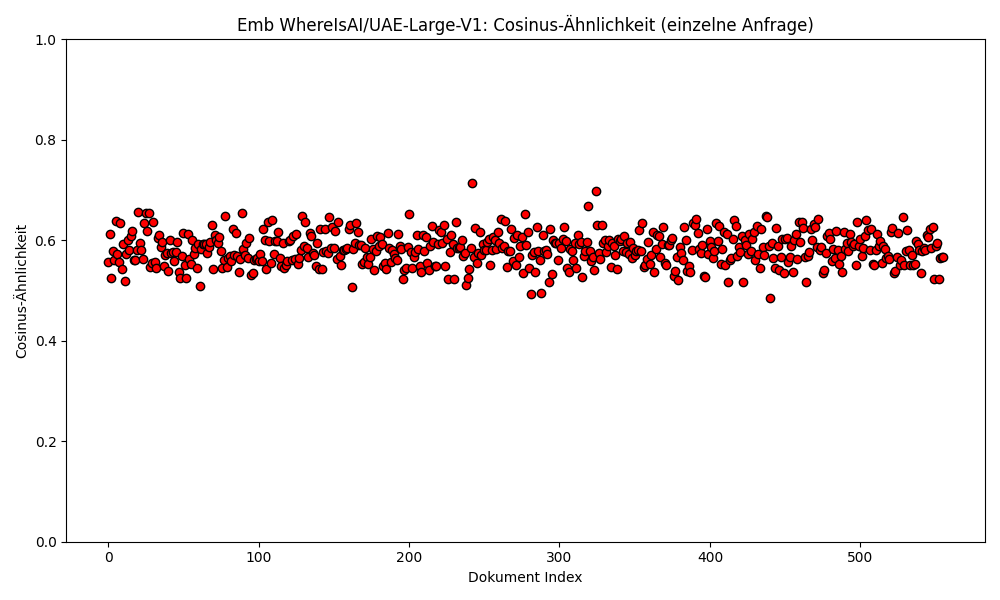 Emb WhereIsAI/UAE-Large-V1: Cosinus-Ähnlichkeit (einzelne Anfrage)
1.0
0.8
0.6
0.4
0.2
0.0
Cosinus-Ähnlichkeit
0 100 200 300 400 500
Dokument Index